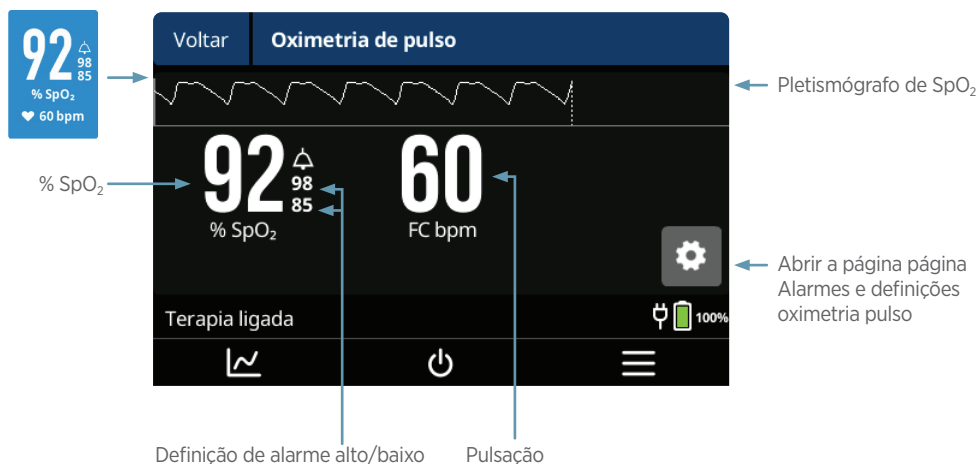 92
98
85
% SpO₂
60 bpm
Voltar
Oximetria de pulso
Pletismógrafo de SpO₂
% SpO₂
92
98
85
% SpO₂
60
FC bpm
Abrir a página página
Alarmes e definições
oximetria pulso
Terapia ligada
100%
Definição de alarme alto/baixo
Pulsação